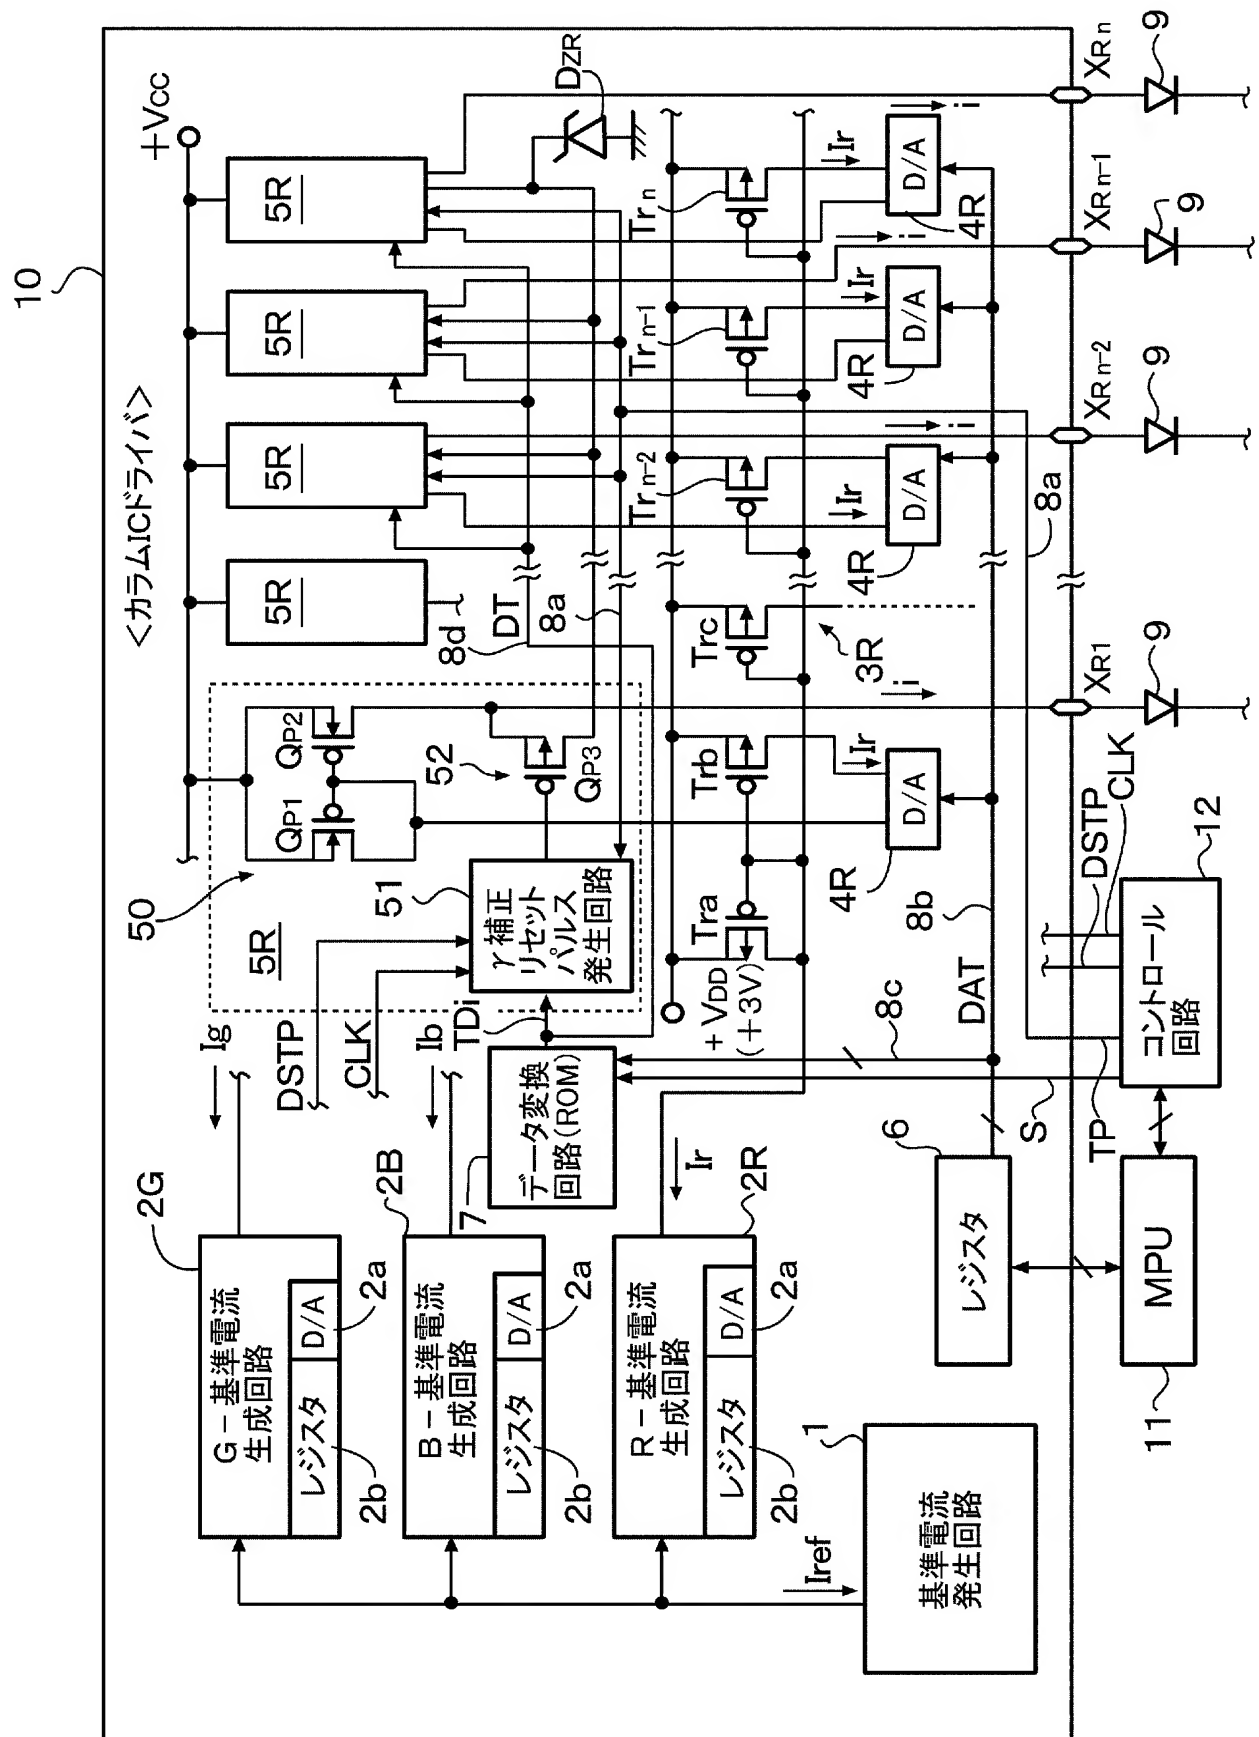 10
<カラムICドライバ>
+VCC
5R
5R
5R
5R
DZR
50
QP1
QP2
5R
52
QP3
51
γ補正
リセット
パルス
発生回路
8d
DT
8a
Ig
DSTP
CLK
Ib
TDi
2G
G-基準電流
生成回路
レジスタ
D/A
2a
2b
2B
B-基準電流
生成回路
レジスタ
D/A
2a
2b
7
データ変換
回路(ROM)
Ir
2R
R-基準電流
生成回路
レジスタ
D/A
2a
2b
+VDD
(+3V)
Tra
Trb
Trc
Trn-2
Trn-1
Trn
3R
Ir
Ir
Ir
Ir
i
i
i
i
D/A
D/A
D/A
D/A
4R
4R
4R
4R
8c
8b
DAT
8a
Iref
1
基準電流
発生回路
6
レジスタ
S
TP
DSTP
CLK
11
MPU
12
コントロール
回路
XR1
XRn-2
XRn-1
XRn
9
9
9
9